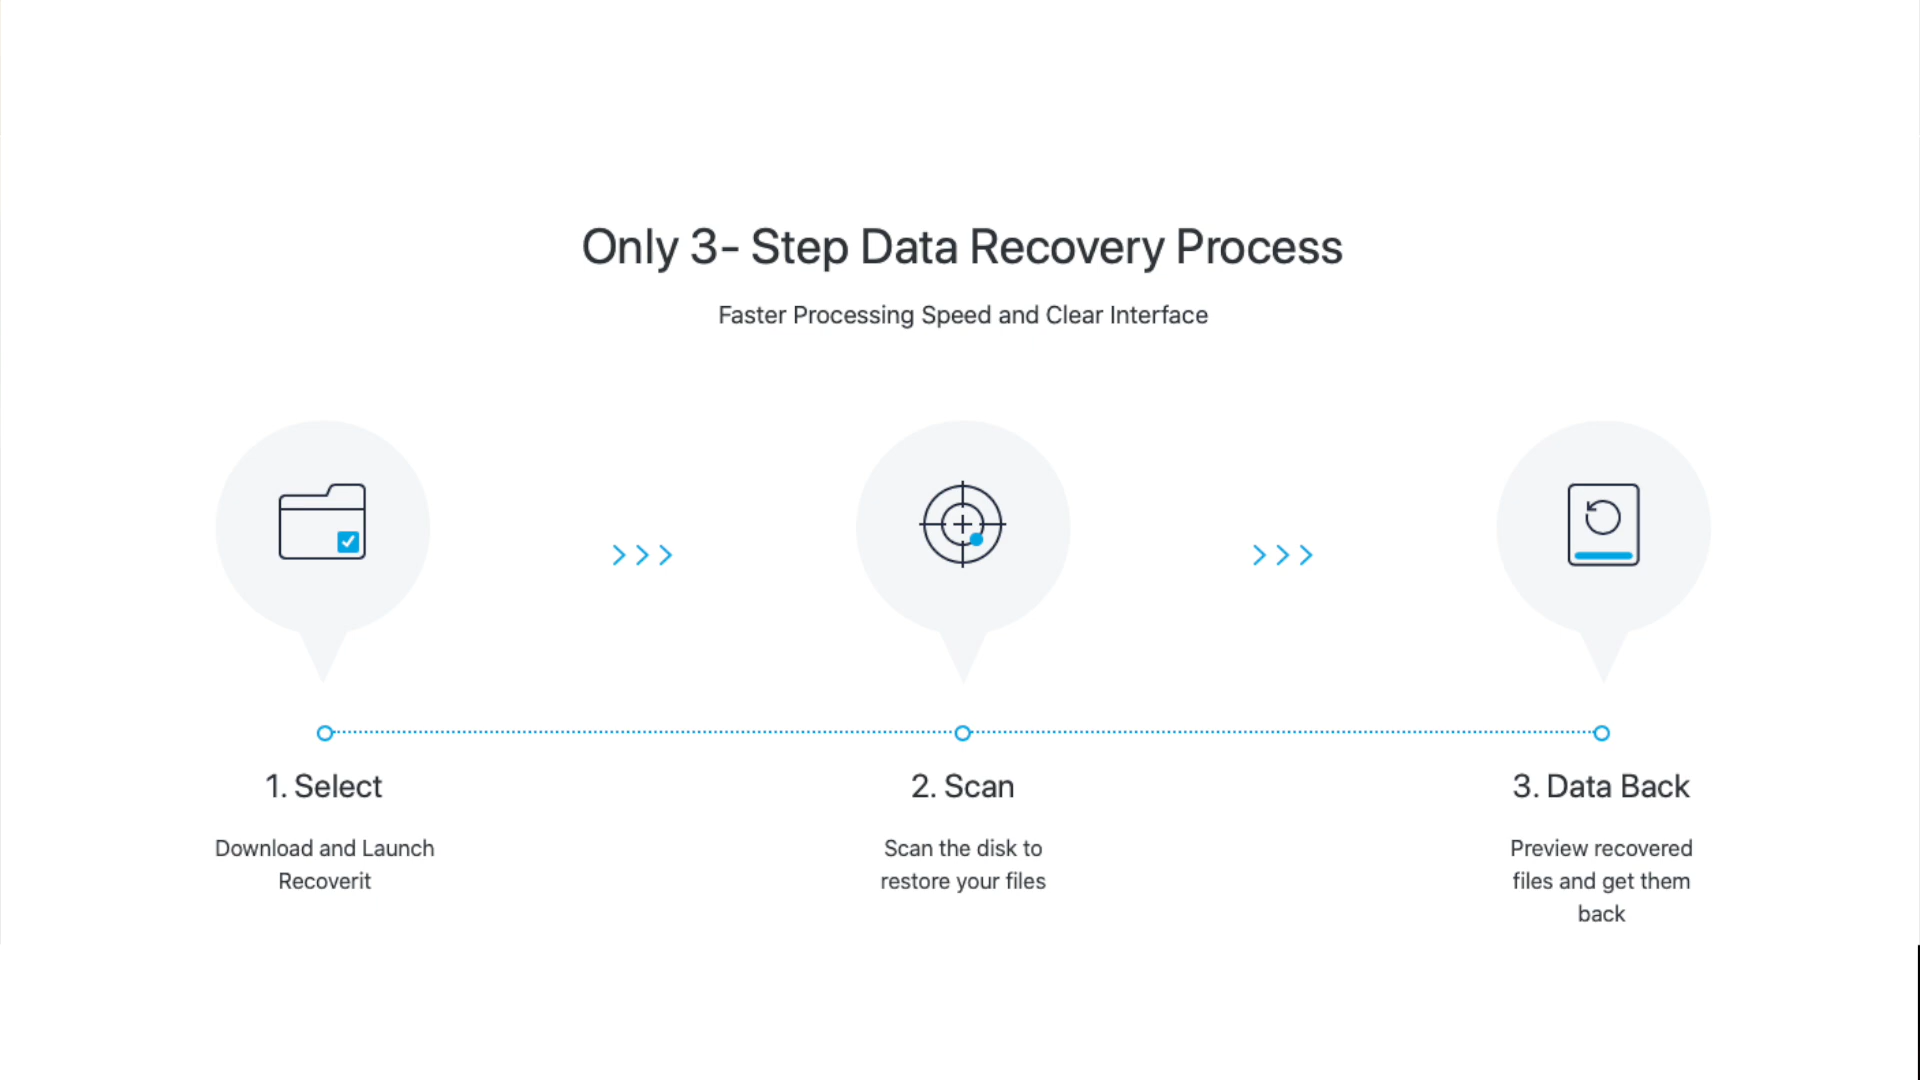 Only 3- Step Data Recovery Process
Faster Processing Speed and Clear Interface
1. Select
Download and Launch
Recoverit
2. Scan
Scan the disk to
restore your files
3. Data Back
Preview recovered
files and get them
back